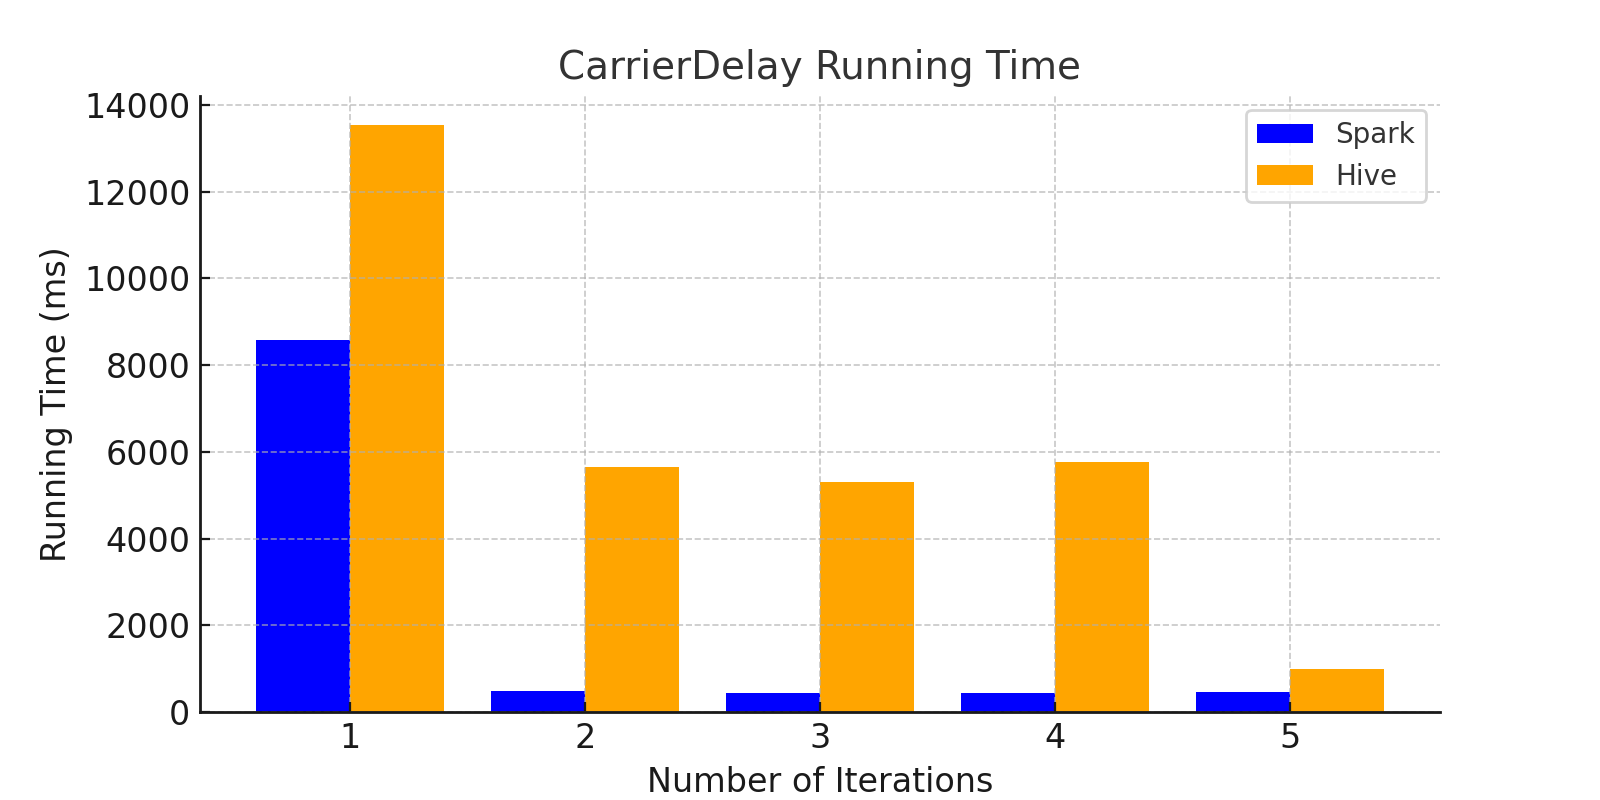 CarrierDelay Running Time
Running Time (ms)
14000
12000
10000
8000
6000
4000
2000
0
Spark
Hive
1 2 3 4 5
Number of Iterations